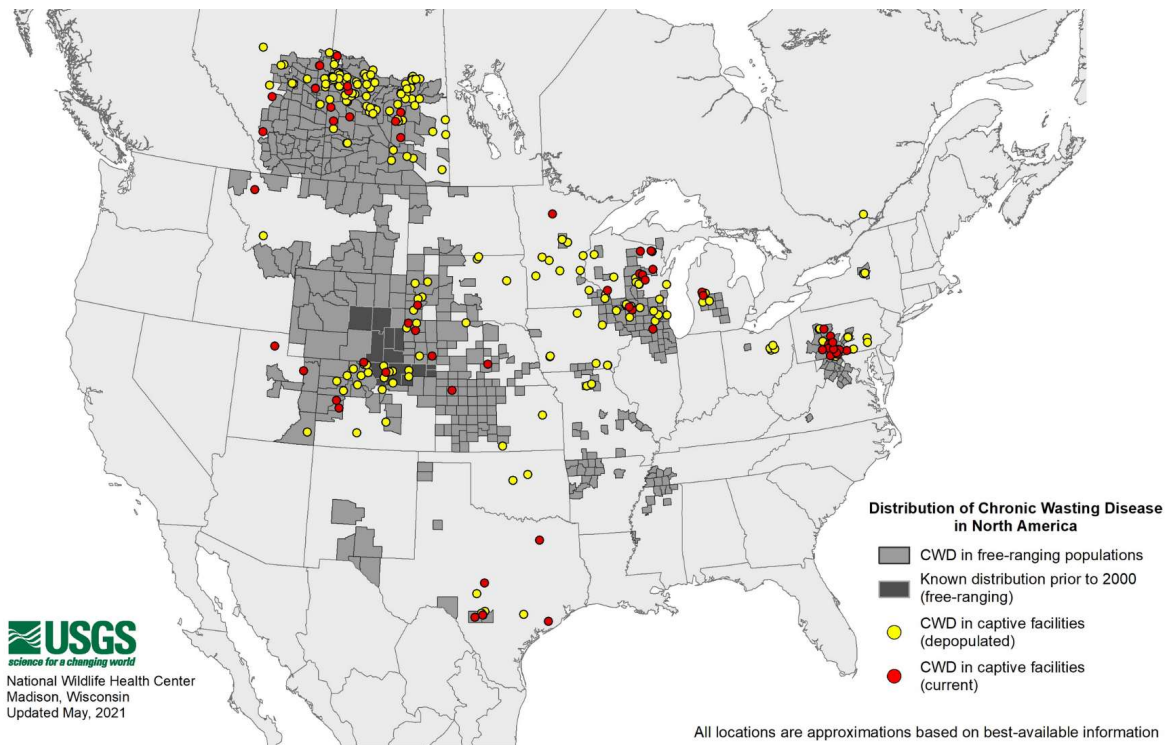 Distribution of Chronic Wasting Disease
in North America
CWD in free-ranging populations
Known distribution prior to 2000
(free-ranging)
CWD in captive facilities
(depopulated)
CWD in captive facilities
(current)
USGS
science for a changing world
National Wildlife Health Center
Madison, Wisconsin
Updated May, 2021
All locations are approximations based on best-available information